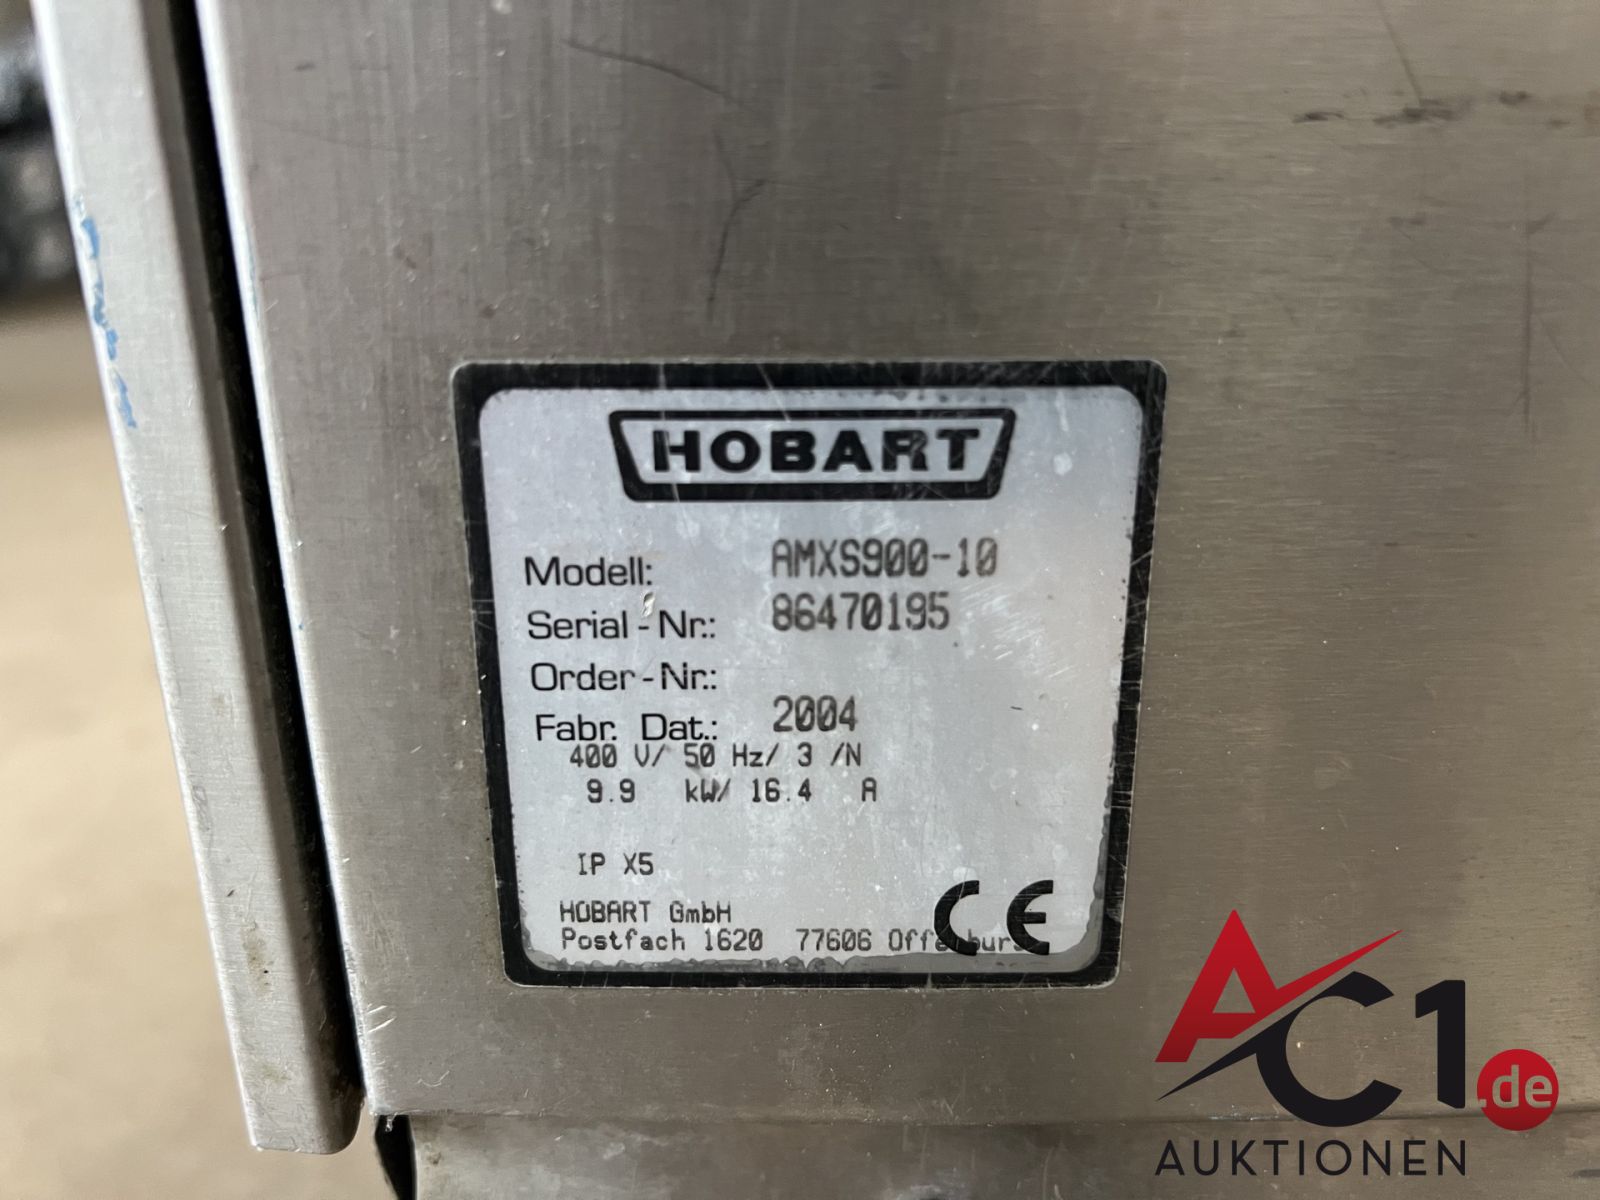 HOBART
Modell: AMXS900-10
Serial-Nr.: 86470195
Order-Nr.:
Fabr. Dat.: 2004
400 V/ 50 Hz/ 3 /N
9.9 kW/ 16.4 A
IP X5
HOBART GmbH
Postfach 1620 77606 Offenburg
CE
AC1.de
AUKTIONEN